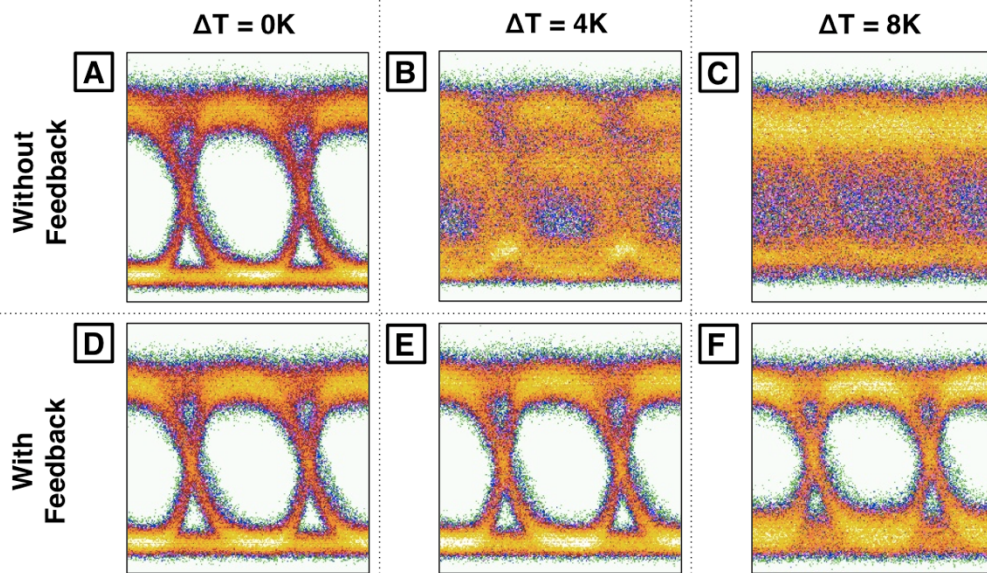 ΔT = 0K
ΔT = 4K
ΔT = 8K
Without
Feedback
A
B
C
With
Feedback
D
E
F